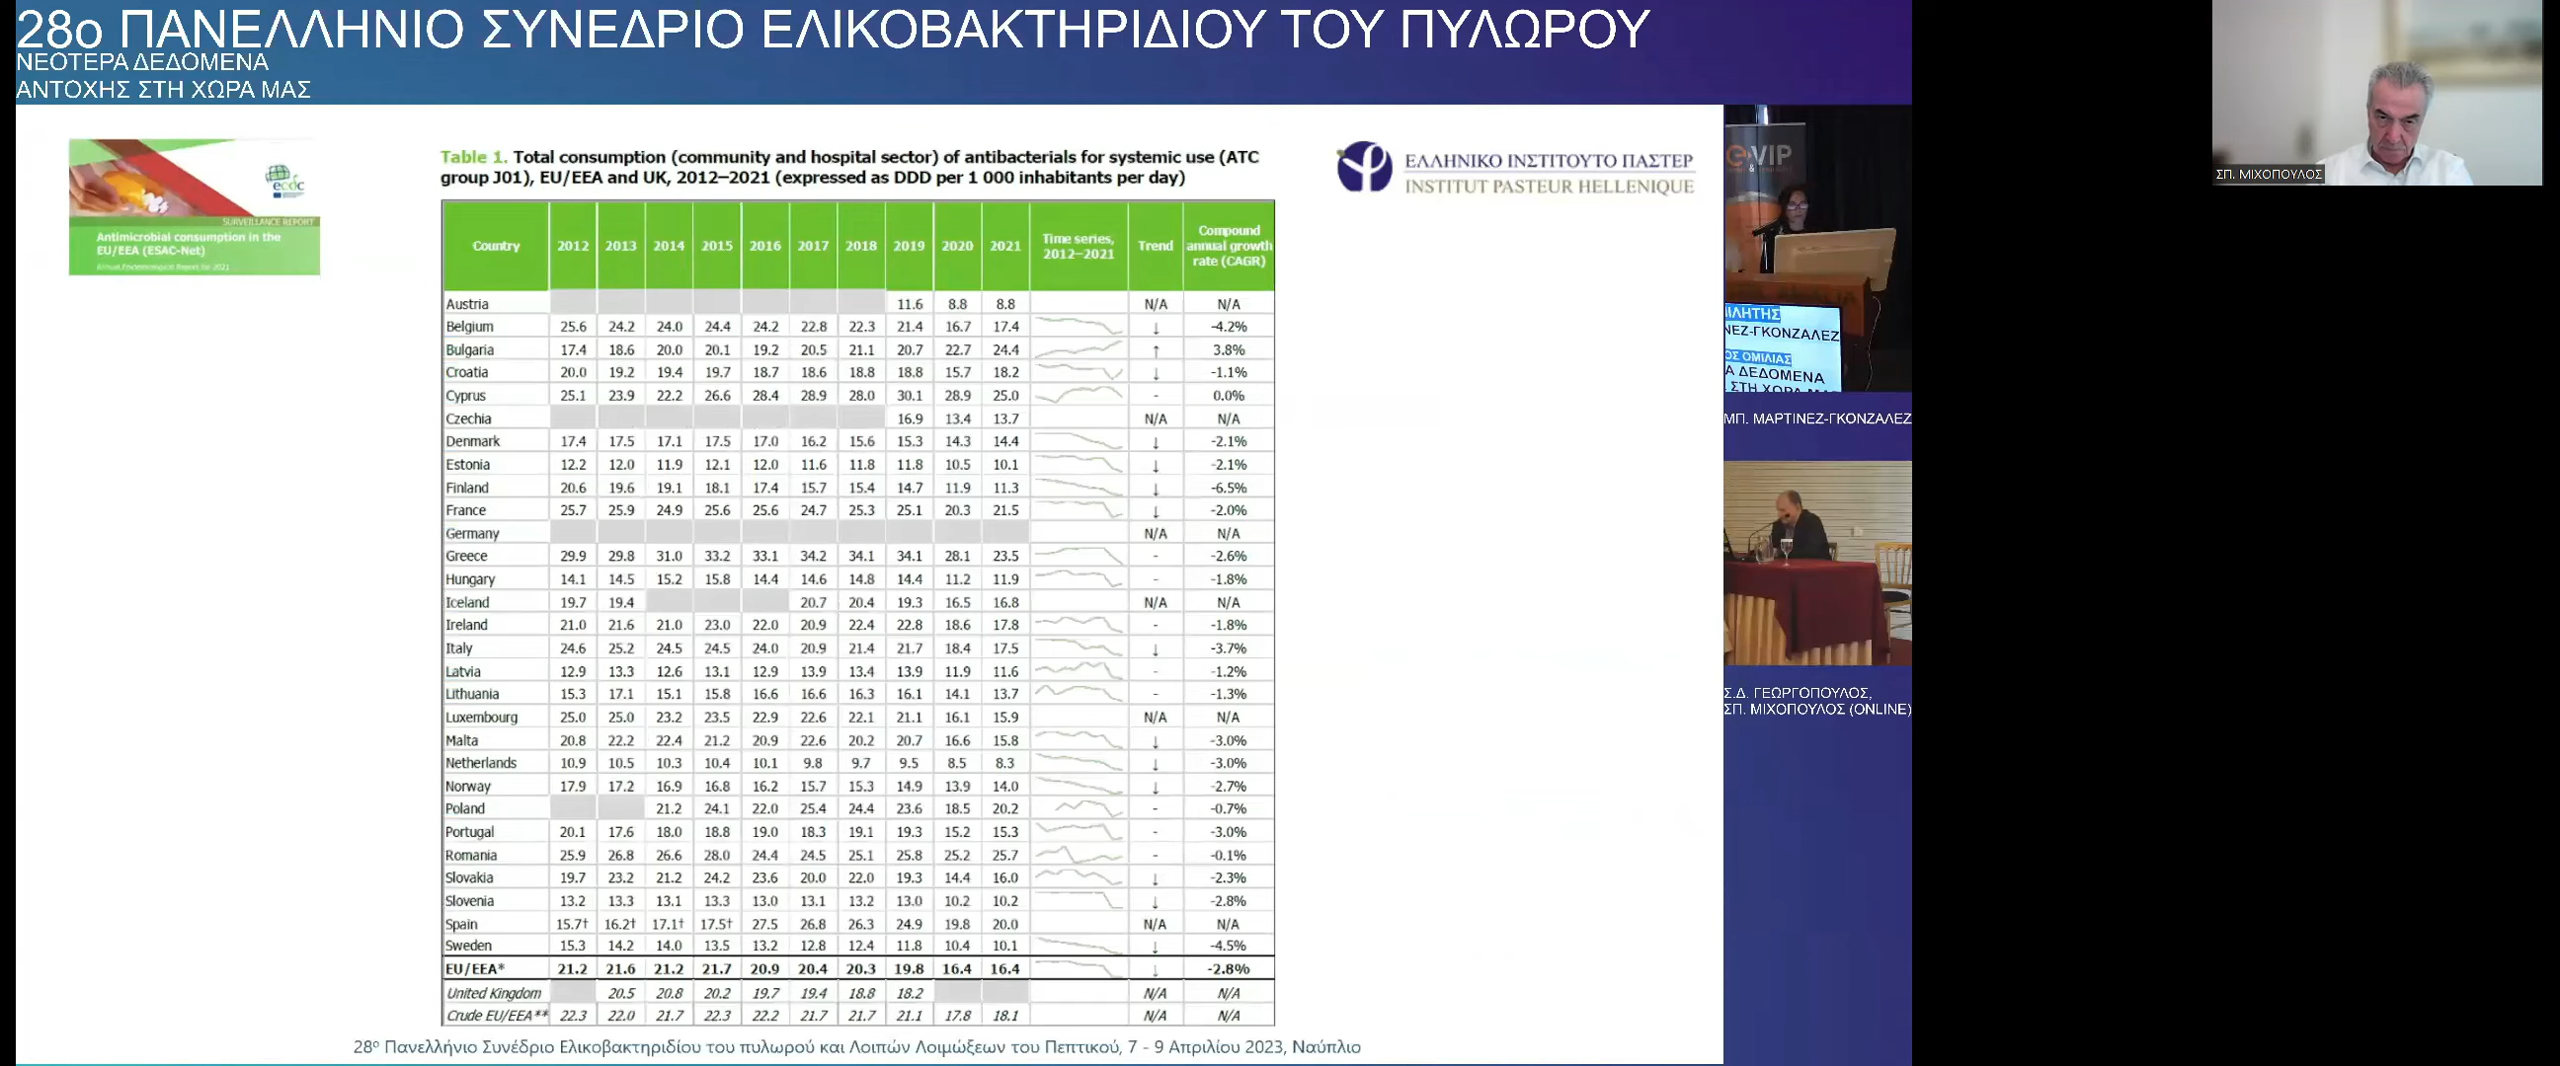 28ο ΠΑΝΕΛΛΗΝΙΟ ΣΥΝΕΔΡΙΟ ΕΛΙΚΟΒΑΚΤΗΡΙΔΙΟΥ ΤΟΥ ΠΥΛΩΡΟΥ
ΝΕΟΤΕΡΑ ΔΕΔΟΜΕΝΑ
ΑΝΤΟΧΗΣ ΣΤΗ ΧΩΡΑ ΜΑΣ
ecdc
SURVEILLANCE REPORT
Antimicrobial consumption in the
EU/EEA (ESAC-Net)
Annual Epidemiological Report for 2021
Table 1. Total consumption (community and hospital sector) of antibacterials for systemic use (ATC
group J01), EU/EEA and UK, 2012–2021 (expressed as DDD per 1 000 inhabitants per day)
ΕΛΛΗΝΙΚΟ ΙΝΣΤΙΤΟΥΤΟ ΠΑΣΤΕΡ
INSTITUT PASTEUR HELLENIQUE
Country 2012 2013 2014 2015 2016 2017 2018 2019 2020 2021 Time series, 2012–2021 Trend Compound annual growth rate (CAGR)
Austria 11.6 8.8 8.8 N/A N/A
Belgium 25.6 24.2 24.0 24.4 24.2 22.8 22.3 21.4 16.7 17.4 ↓ -4.2%
Bulgaria 17.4 18.6 20.0 20.1 19.2 20.5 21.1 20.7 22.7 24.4 ↑ 3.8%
Croatia 20.0 19.2 19.4 19.7 18.7 18.6 18.8 18.8 15.7 18.2 ↓ -1.1%
Cyprus 25.1 23.9 22.2 26.6 28.4 28.9 28.0 30.1 28.9 25.0 - 0.0%
Czechia 16.9 13.4 13.7 N/A N/A
Denmark 17.4 17.5 17.1 17.5 17.0 16.2 15.6 15.3 14.3 14.4 ↓ -2.1%
Estonia 12.2 12.0 11.9 12.1 12.0 11.6 11.8 11.8 10.5 10.1 ↓ -2.1%
Finland 20.6 19.6 19.1 18.1 17.4 15.7 15.4 14.7 11.9 11.3 ↓ -6.5%
France 25.7 25.9 24.9 25.6 25.6 24.7 25.3 25.1 20.3 21.5 ↓ -2.0%
Germany N/A N/A
Greece 29.9 29.8 31.0 33.2 33.1 34.2 34.1 34.1 28.1 23.5 - -2.6%
Hungary 14.1 14.5 15.2 15.8 14.4 14.6 14.8 14.4 11.2 11.9 - -1.8%
Iceland 19.7 19.4 20.7 20.4 19.3 16.5 16.8 N/A N/A
Ireland 21.0 21.6 21.0 23.0 22.0 20.9 22.4 22.8 18.6 17.8 - -1.8%
Italy 24.6 25.2 24.5 24.5 24.0 20.9 21.4 21.7 18.4 17.5 ↓ -3.7%
Latvia 12.9 13.3 12.6 13.1 12.9 13.9 13.4 13.9 11.9 11.6 - -1.2%
Lithuania 15.3 17.1 15.1 15.8 16.6 16.6 16.3 16.1 14.1 13.7 - -1.3%
Luxembourg 25.0 25.0 23.2 23.5 22.9 22.6 22.1 21.1 16.1 15.9 N/A N/A
Malta 20.8 22.2 22.4 21.2 20.9 22.6 20.2 20.7 16.6 15.8 ↓ -3.0%
Netherlands 10.9 10.5 10.3 10.4 10.1 9.8 9.7 9.5 8.5 8.3 ↓ -3.0%
Norway 17.9 17.2 16.9 16.8 16.2 15.7 15.3 14.9 13.9 14.0 ↓ -2.7%
Poland 21.2 24.1 22.0 25.4 24.4 23.6 18.5 20.2 - -0.7%
Portugal 20.1 17.6 18.0 18.8 19.0 18.3 19.1 19.3 15.2 15.3 - -3.0%
Romania 25.9 26.8 26.6 28.0 24.4 24.5 25.1 25.8 25.2 25.7 - -0.1%
Slovakia 19.7 23.2 21.2 24.2 23.6 20.0 22.0 19.3 14.4 16.0 ↓ -2.3%
Slovenia 13.2 13.3 13.1 13.3 13.0 13.1 13.2 13.0 10.2 10.2 ↓ -2.8%
Spain 15.7† 16.2† 17.1† 17.5† 27.5 26.8 26.3 24.9 19.8 20.0 N/A N/A
Sweden 15.3 14.2 14.0 13.5 13.2 12.8 12.4 11.8 10.4 10.1 ↓ -4.5%
EU/EEA* 21.2 21.6 21.2 21.7 20.9 20.4 20.3 19.8 16.4 16.4 ↓ -2.8%
United Kingdom 20.5 20.8 20.2 19.7 19.4 18.8 18.2 N/A N/A
Crude EU/EEA** 22.3 22.0 21.7 22.3 22.2 21.7 21.7 21.1 17.8 18.1 N/A N/A
28ο Πανελλήνιο Συνέδριο Ελικοβακτηριδίου του πυλωρού και Λοιπών Λοιμώξεων του Πεπτικού, 7 - 9 Απριλίου 2023, Ναύπλιο
e-VIP
ΙΛΗΤΗΣ
ΝΕΖ-ΓΚΟΝΖΑΛΕΖ
ΟΣ ΟΜΙΛΙΑΣ
Α ΔΕΔΟΜΕΝΑ
ΣΤΗ ΧΩΡΑ ΜΑΣ
ΜΠ. ΜΑΡΤΙΝΕΖ-ΓΚΟΝΖΑΛΕΖ
Σ.Δ. ΓΕΩΡΓΟΠΟΥΛΟΣ,
ΣΠ. ΜΙΧΟΠΟΥΛΟΣ (ONLINE)
ΣΠ. ΜΙΧΟΠΟΥΛΟΣ